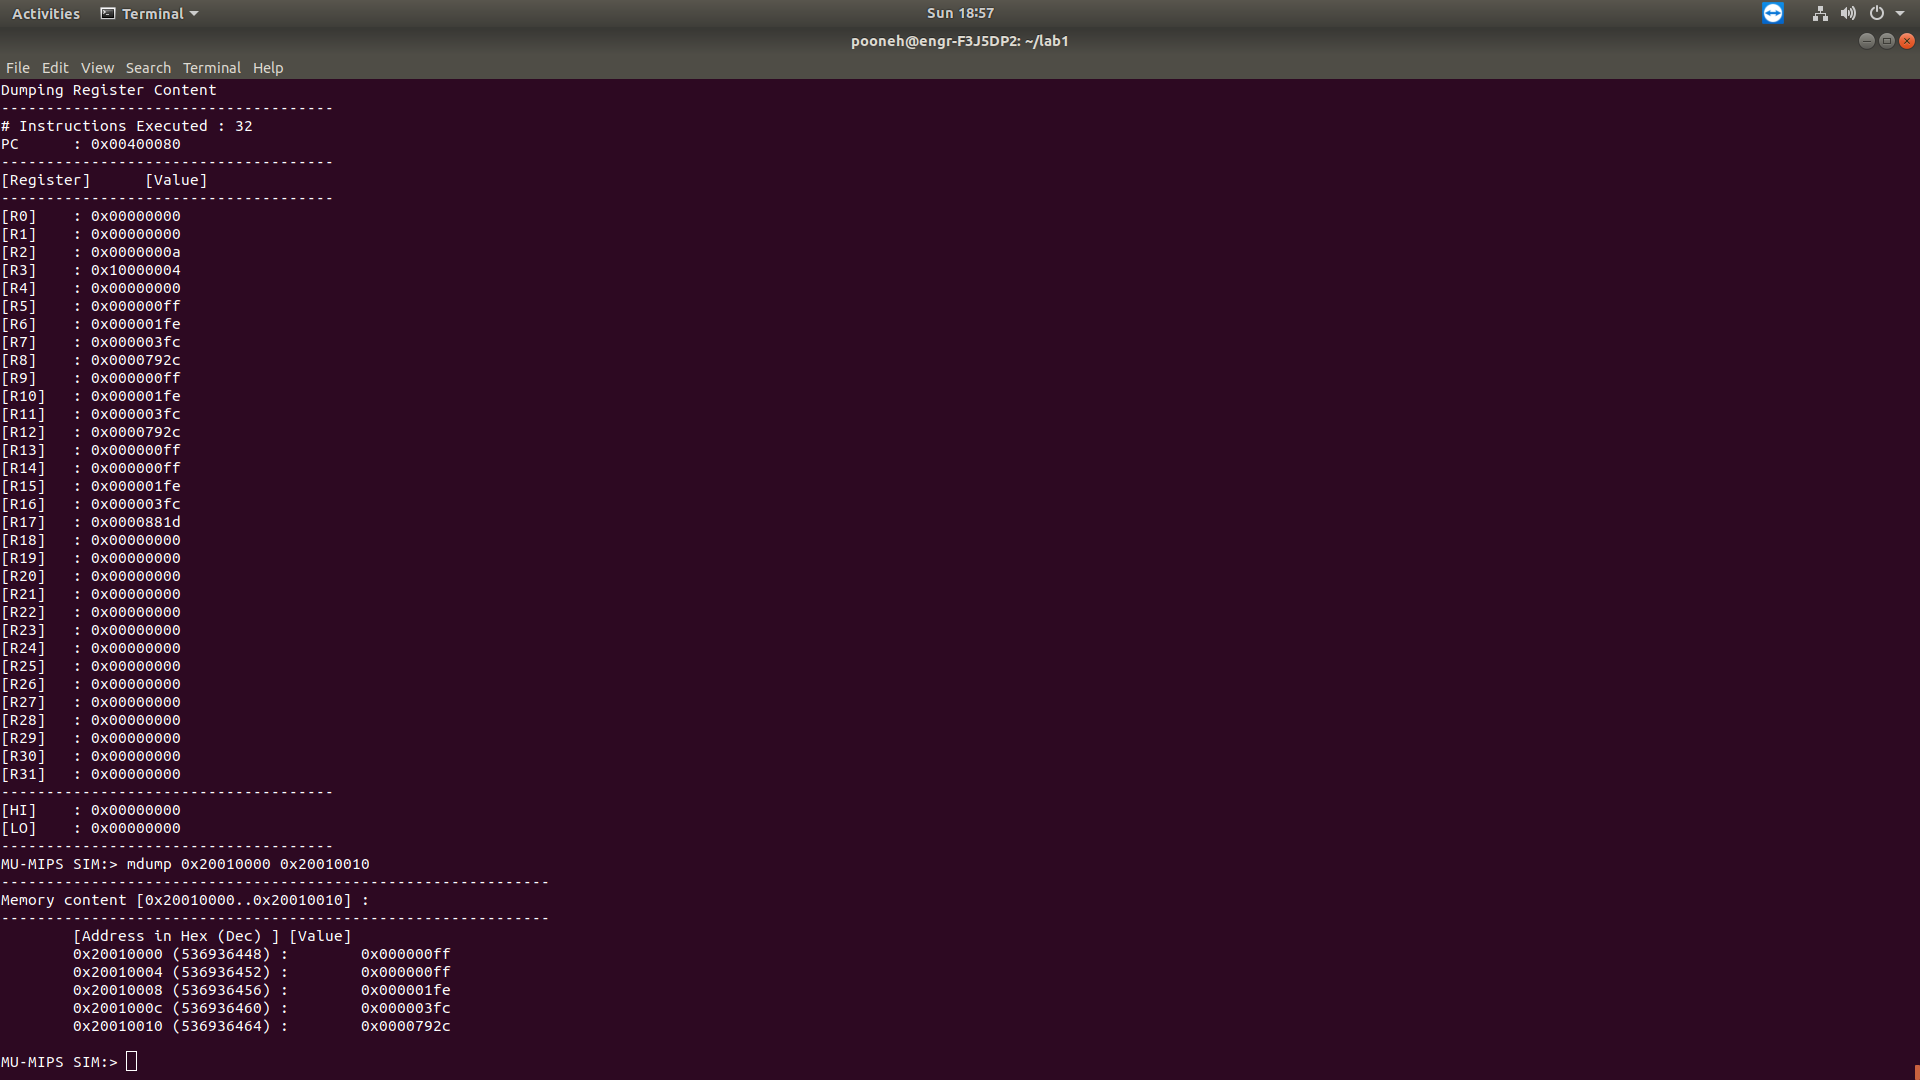 Activities Terminal Sun 18:57
pooneh@engr-F3J5DP2: ~/lab1
File Edit View Search Terminal Help
Dumping Register Content
-------------------------------------
# Instructions Executed : 32
PC      : 0x00400080
-------------------------------------
[Register]      [Value]
-------------------------------------
[R0]    : 0x00000000
[R1]    : 0x00000000
[R2]    : 0x0000000a
[R3]    : 0x10000004
[R4]    : 0x00000000
[R5]    : 0x000000ff
[R6]    : 0x000001fe
[R7]    : 0x000003fc
[R8]    : 0x0000792c
[R9]    : 0x000000ff
[R10]   : 0x000001fe
[R11]   : 0x000003fc
[R12]   : 0x0000792c
[R13]   : 0x000000ff
[R14]   : 0x000000ff
[R15]   : 0x000001fe
[R16]   : 0x000003fc
[R17]   : 0x0000881d
[R18]   : 0x00000000
[R19]   : 0x00000000
[R20]   : 0x00000000
[R21]   : 0x00000000
[R22]   : 0x00000000
[R23]   : 0x00000000
[R24]   : 0x00000000
[R25]   : 0x00000000
[R26]   : 0x00000000
[R27]   : 0x00000000
[R28]   : 0x00000000
[R29]   : 0x00000000
[R30]   : 0x00000000
[R31]   : 0x00000000
-------------------------------------
[HI]    : 0x00000000
[LO]    : 0x00000000
-------------------------------------
MU-MIPS SIM:> mdump 0x20010000 0x20010010
-------------------------------------------------------------
Memory content [0x20010000..0x20010010] :
-------------------------------------------------------------
        [Address in Hex (Dec) ] [Value]
        0x20010000 (536936448) :        0x000000ff
        0x20010004 (536936452) :        0x000000ff
        0x20010008 (536936456) :        0x000001fe
        0x2001000c (536936460) :        0x000003fc
        0x20010010 (536936464) :        0x0000792c
MU-MIPS SIM:>